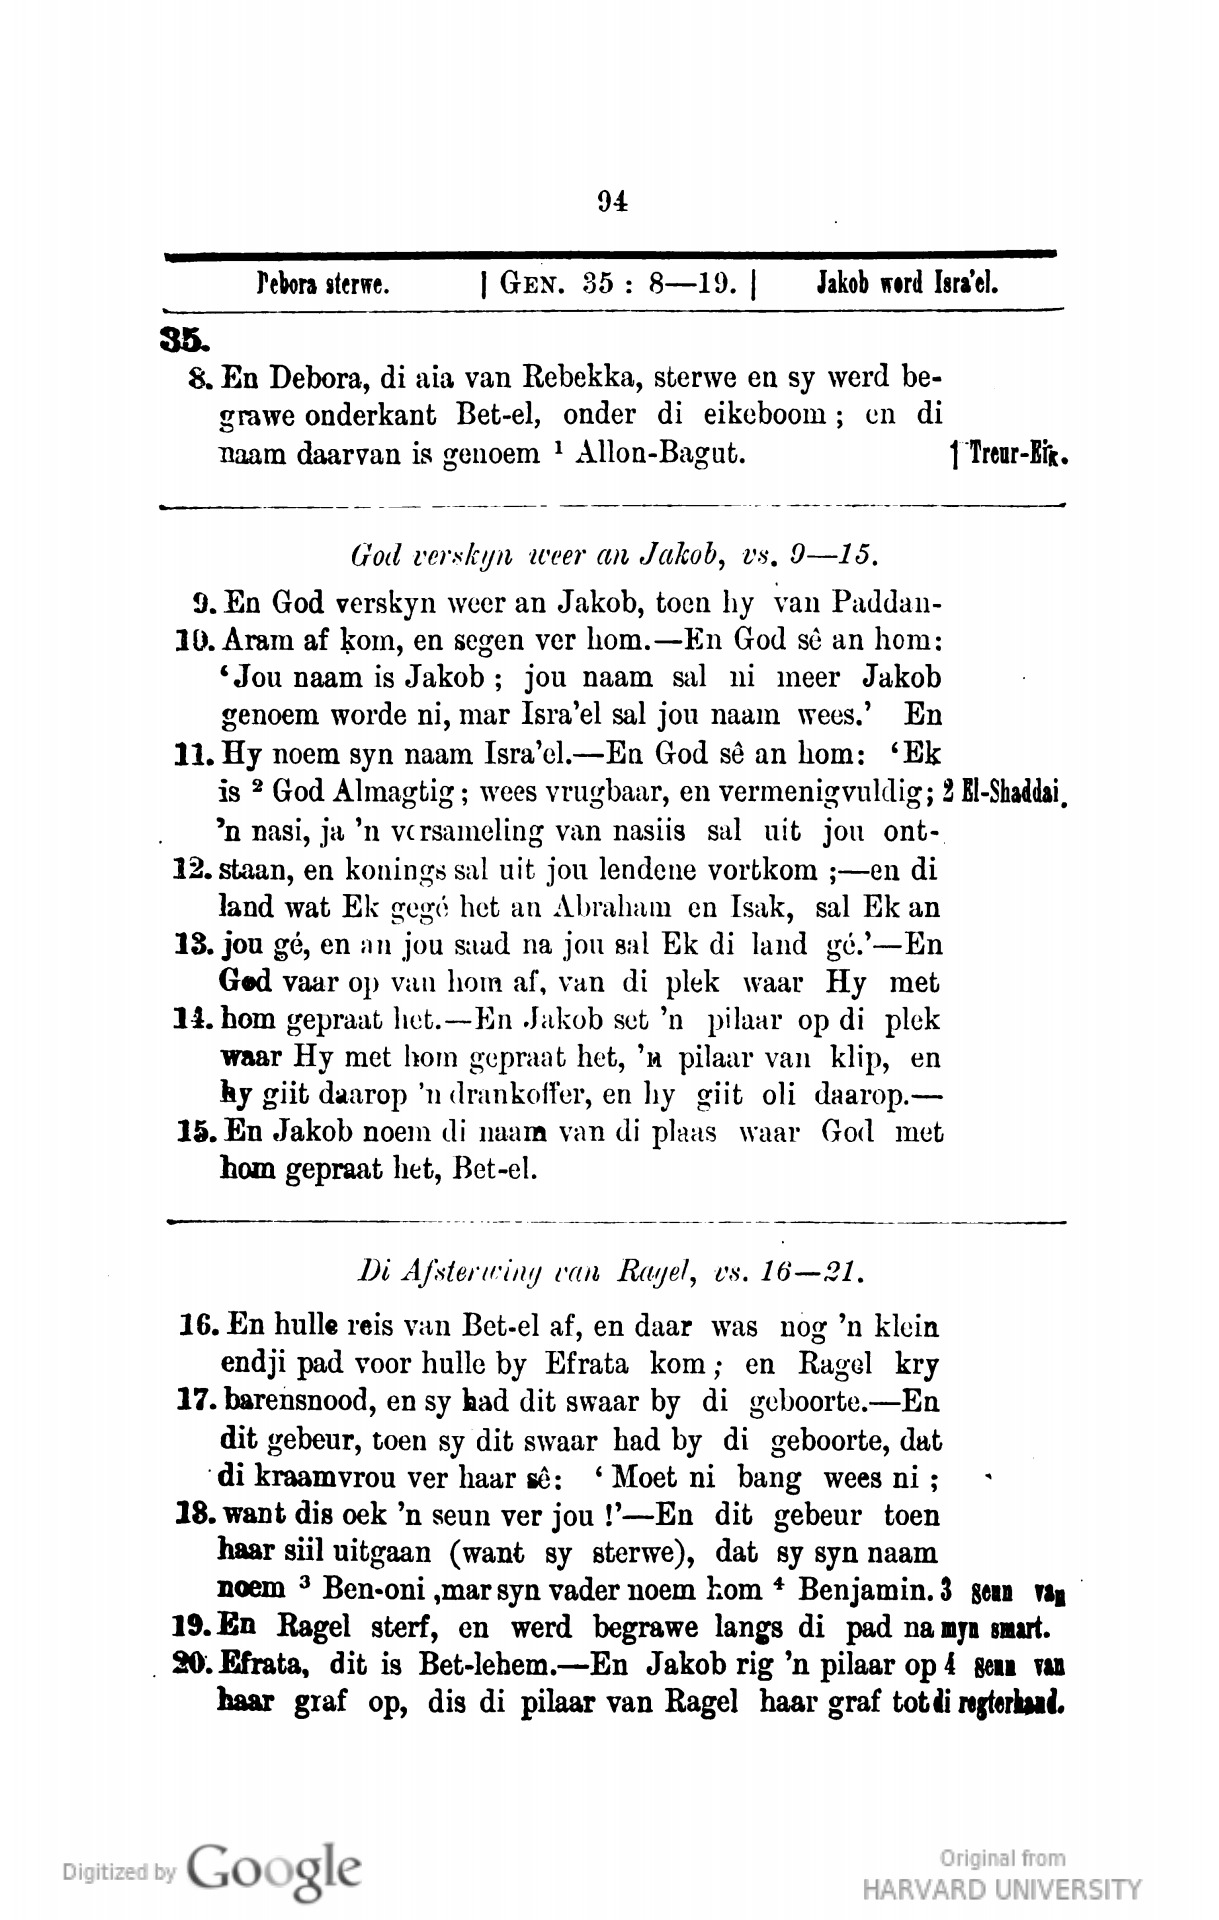 94
Debora sterwe. | GEN. 35 : 8—19. | Jakob word Isra'el.
35.
8. En Debora, di aia van Rebekka, sterwe en sy werd be-
grawe onderkant Bet-el, onder di eikeboom ; en di
naam daarvan is genoem ¹ Allon-Bagut. 1 Treur-Eik.
God verskyn weer an Jakob, vs. 9—15.
9. En God verskyn weer an Jakob, toen hy van Paddan-
10. Aram af kom, en segen ver hom.—En God sê an hom:
‘Jou naam is Jakob ; jou naam sal ni meer Jakob
genoem worde ni, mar Isra’el sal jou naam wees.’ En
11. Hy noem syn naam Isra’el.—En God sê an hom: ‘Ek
is ² God Almagtig ; wees vrugbaar, en vermenigvuldig ; 2 El-Shaddai.
’n nasi, ja ’n versameling van nasiis sal uit jou ont-
12. staan, en konings sal uit jou lendene vortkom ;—en di
land wat Ek gegé het an Abraham en Isak, sal Ek an
13. jou gé, en an jou saad na jou sal Ek di land gé.’—En
God vaar op van hom af, van di plek waar Hy met
14. hom gepraat het.—En Jakob set ’n pilaar op di plek
waar Hy met hom gepraat het, ’n pilaar van klip, en
hy giit daarop ’n drankoffer, en hy giit oli daarop.—
15. En Jakob noem di naam van di plaas waar God met
hom gepraat het, Bet-el.
Di Afsterwing van Ragel, vs. 16—21.
16. En hulle reis van Bet-el af, en daar was nog ’n klein
endji pad voor hulle by Efrata kom ; en Ragel kry
17. barensnood, en sy had dit swaar by di geboorte.—En
dit gebeur, toen sy dit swaar had by di geboorte, dat
di kraamvrou ver haar sê: ‘ Moet ni bang wees ni ;
18. want dis oek ’n seun ver jou !’—En dit gebeur toen
haar siil uitgaan (want sy sterwe), dat sy syn naam
noem ³ Ben-oni ,mar syn vader noem hom ⁴ Benjamin. 3 seun van
19. En Ragel sterf, en werd begrawe langs di pad na myn smart.
20. Efrata, dit is Bet-lehem.—En Jakob rig ’n pilaar op 4 seun van
haar graf op, dis di pilaar van Ragel haar graf tot di regterhand.
Digitized by Google
Original from
HARVARD UNIVERSITY